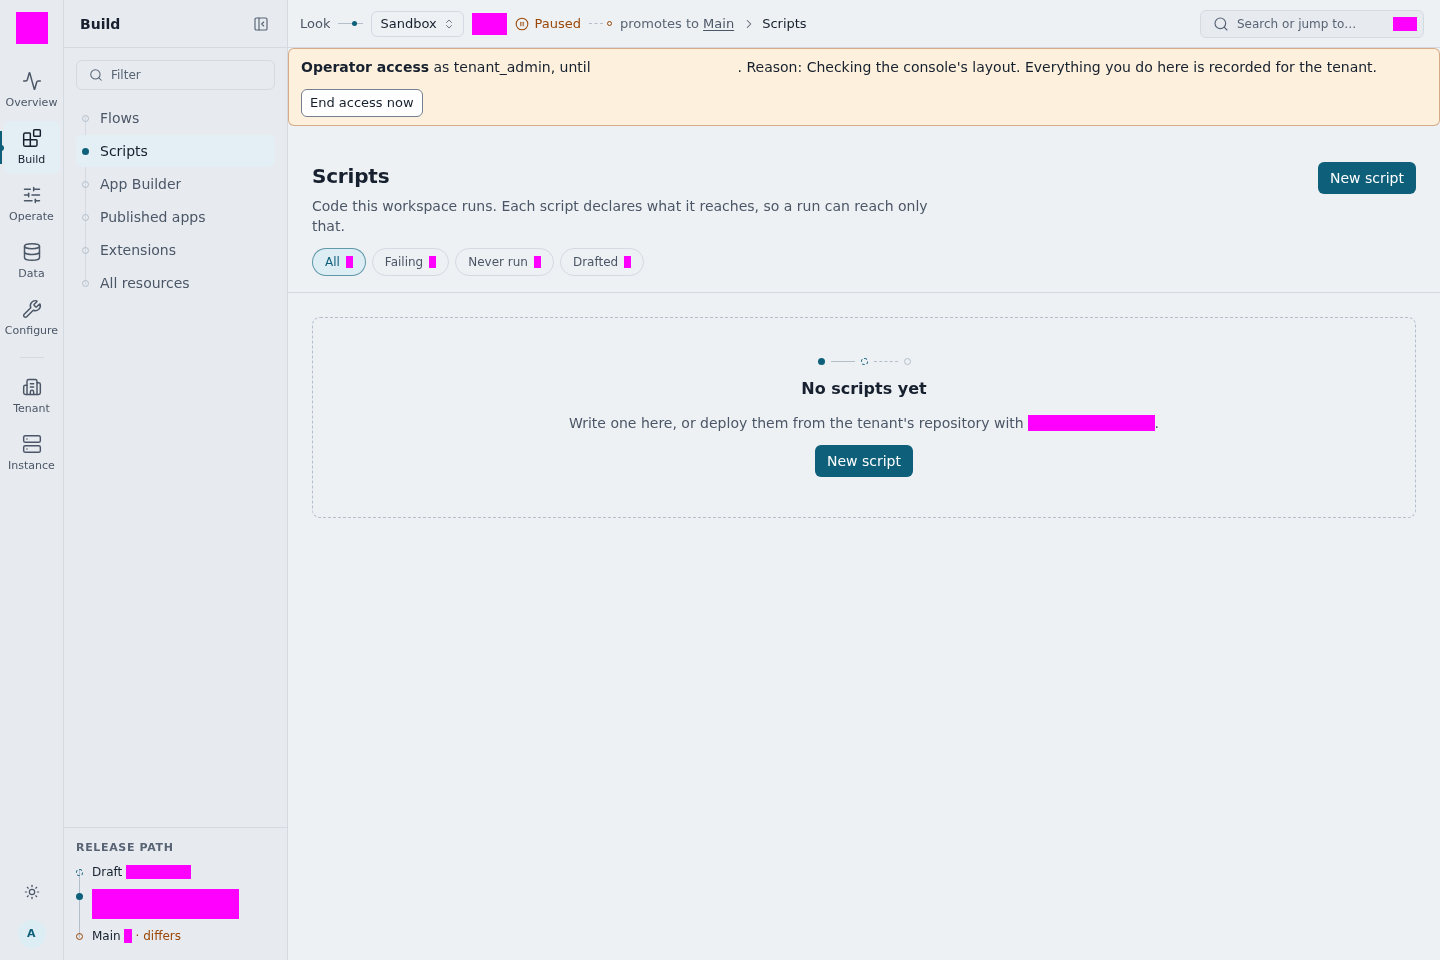 Build
Look
Sandbox
Paused
promotes to Main
Scripts
Search or jump to...
Operator access as tenant_admin, until . Reason: Checking the console's layout. Everything you do here is recorded for the tenant.
End access now
Overview
Build
Operate
Data
Configure
Tenant
Instance
A
Filter
Flows
Scripts
App Builder
Published apps
Extensions
All resources
RELEASE PATH
Draft
Main · differs
Scripts
New script
Code this workspace runs. Each script declares what it reaches, so a run can reach only
that.
All
Failing
Never run
Drafted
No scripts yet
Write one here, or deploy them from the tenant's repository with .
New script